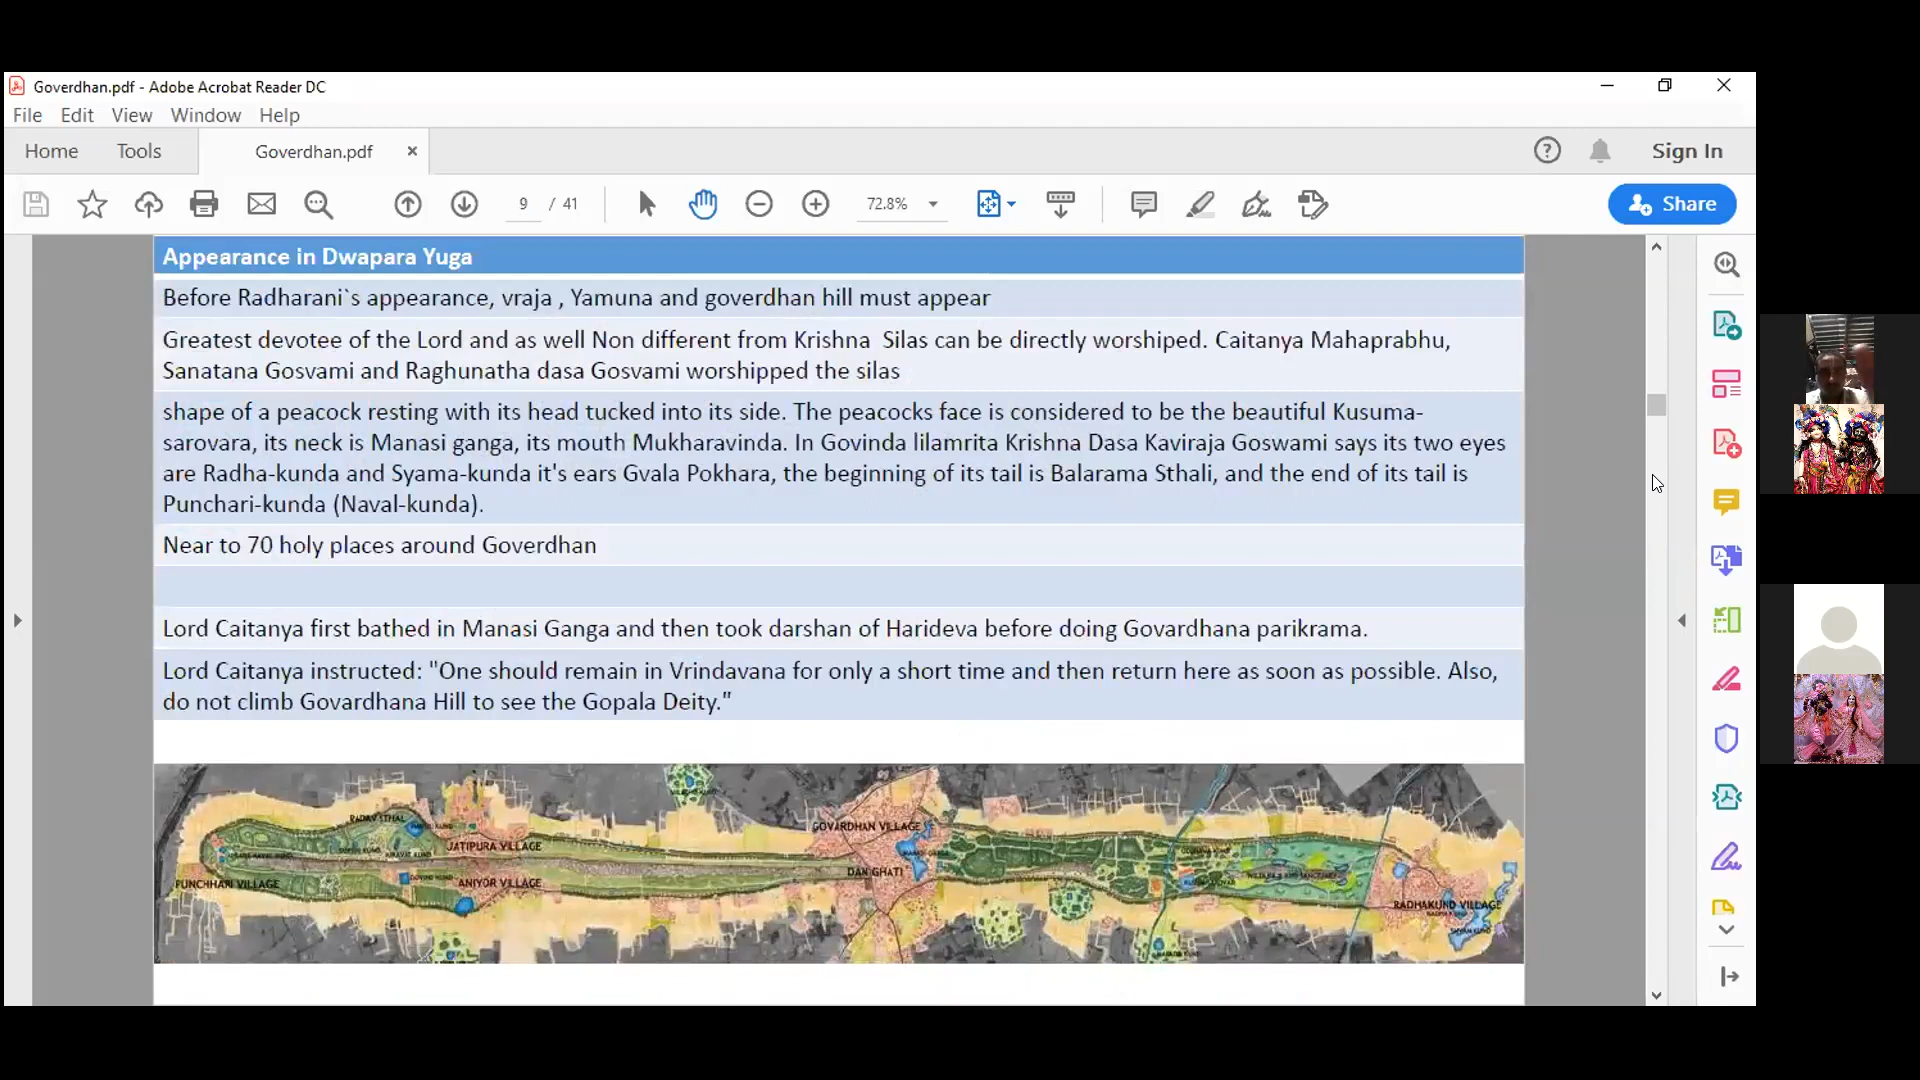 Goverdhan.pdf - Adobe Acrobat Reader DC
File Edit View Window Help
Home Tools Goverdhan.pdf Sign In
9 / 41 72.8% Share
Appearance in Dwapara Yuga
Before Radharani`s appearance, vraja , Yamuna and goverdhan hill must appear
Greatest devotee of the Lord and as well Non different from Krishna Silas can be directly worshiped. Caitanya Mahaprabhu,
Sanatana Gosvami and Raghunatha dasa Gosvami worshipped the silas
shape of a peacock resting with its head tucked into its side. The peacocks face is considered to be the beautiful Kusuma-
sarovara, its neck is Manasi ganga, its mouth Mukharavinda. In Govinda lilamrita Krishna Dasa Kaviraja Goswami says its two eyes
are Radha-kunda and Syama-kunda it's ears Gvala Pokhara, the beginning of its tail is Balarama Sthali, and the end of its tail is
Punchari-kunda (Naval-kunda).
Near to 70 holy places around Goverdhan
Lord Caitanya first bathed in Manasi Ganga and then took darshan of Harideva before doing Govardhana parikrama.
Lord Caitanya instructed: "One should remain in Vrindavana for only a short time and then return here as soon as possible. Also,
do not climb Govardhana Hill to see the Gopala Deity."
GOVARDHAN VILLAGE
JATIPURA VILLAGE
DAN GHATI
PUNCHHARI VILLAGE
ANIYOR VILLAGE
RADHAKUND VILLAGE